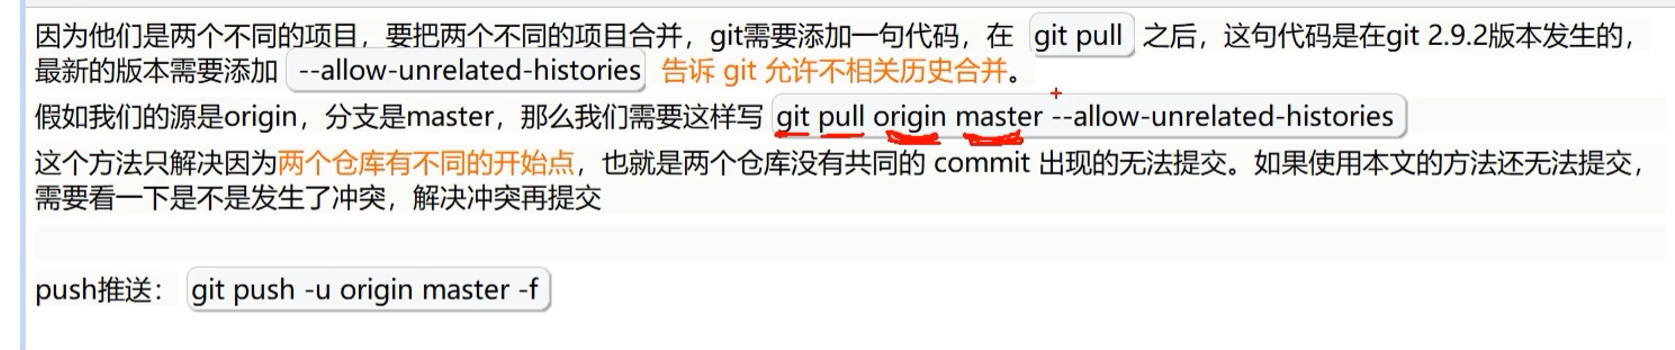 因为他们是两个不同的项目，要把两个不同的项目合并，git需要添加一句代码，在 git pull 之后，这句代码是在git 2.9.2版本发生的，
最新的版本需要添加 --allow-unrelated-histories 告诉 git 允许不相关历史合并。
假如我们的源是origin，分支是master，那么我们需要这样写 git pull origin master --allow-unrelated-histories
这个方法只解决因为两个仓库有不同的开始点，也就是两个仓库没有共同的 commit 出现的无法提交。如果使用本文的方法还无法提交，
需要看一下是不是发生了冲突，解决冲突再提交
push推送： git push -u origin master -f